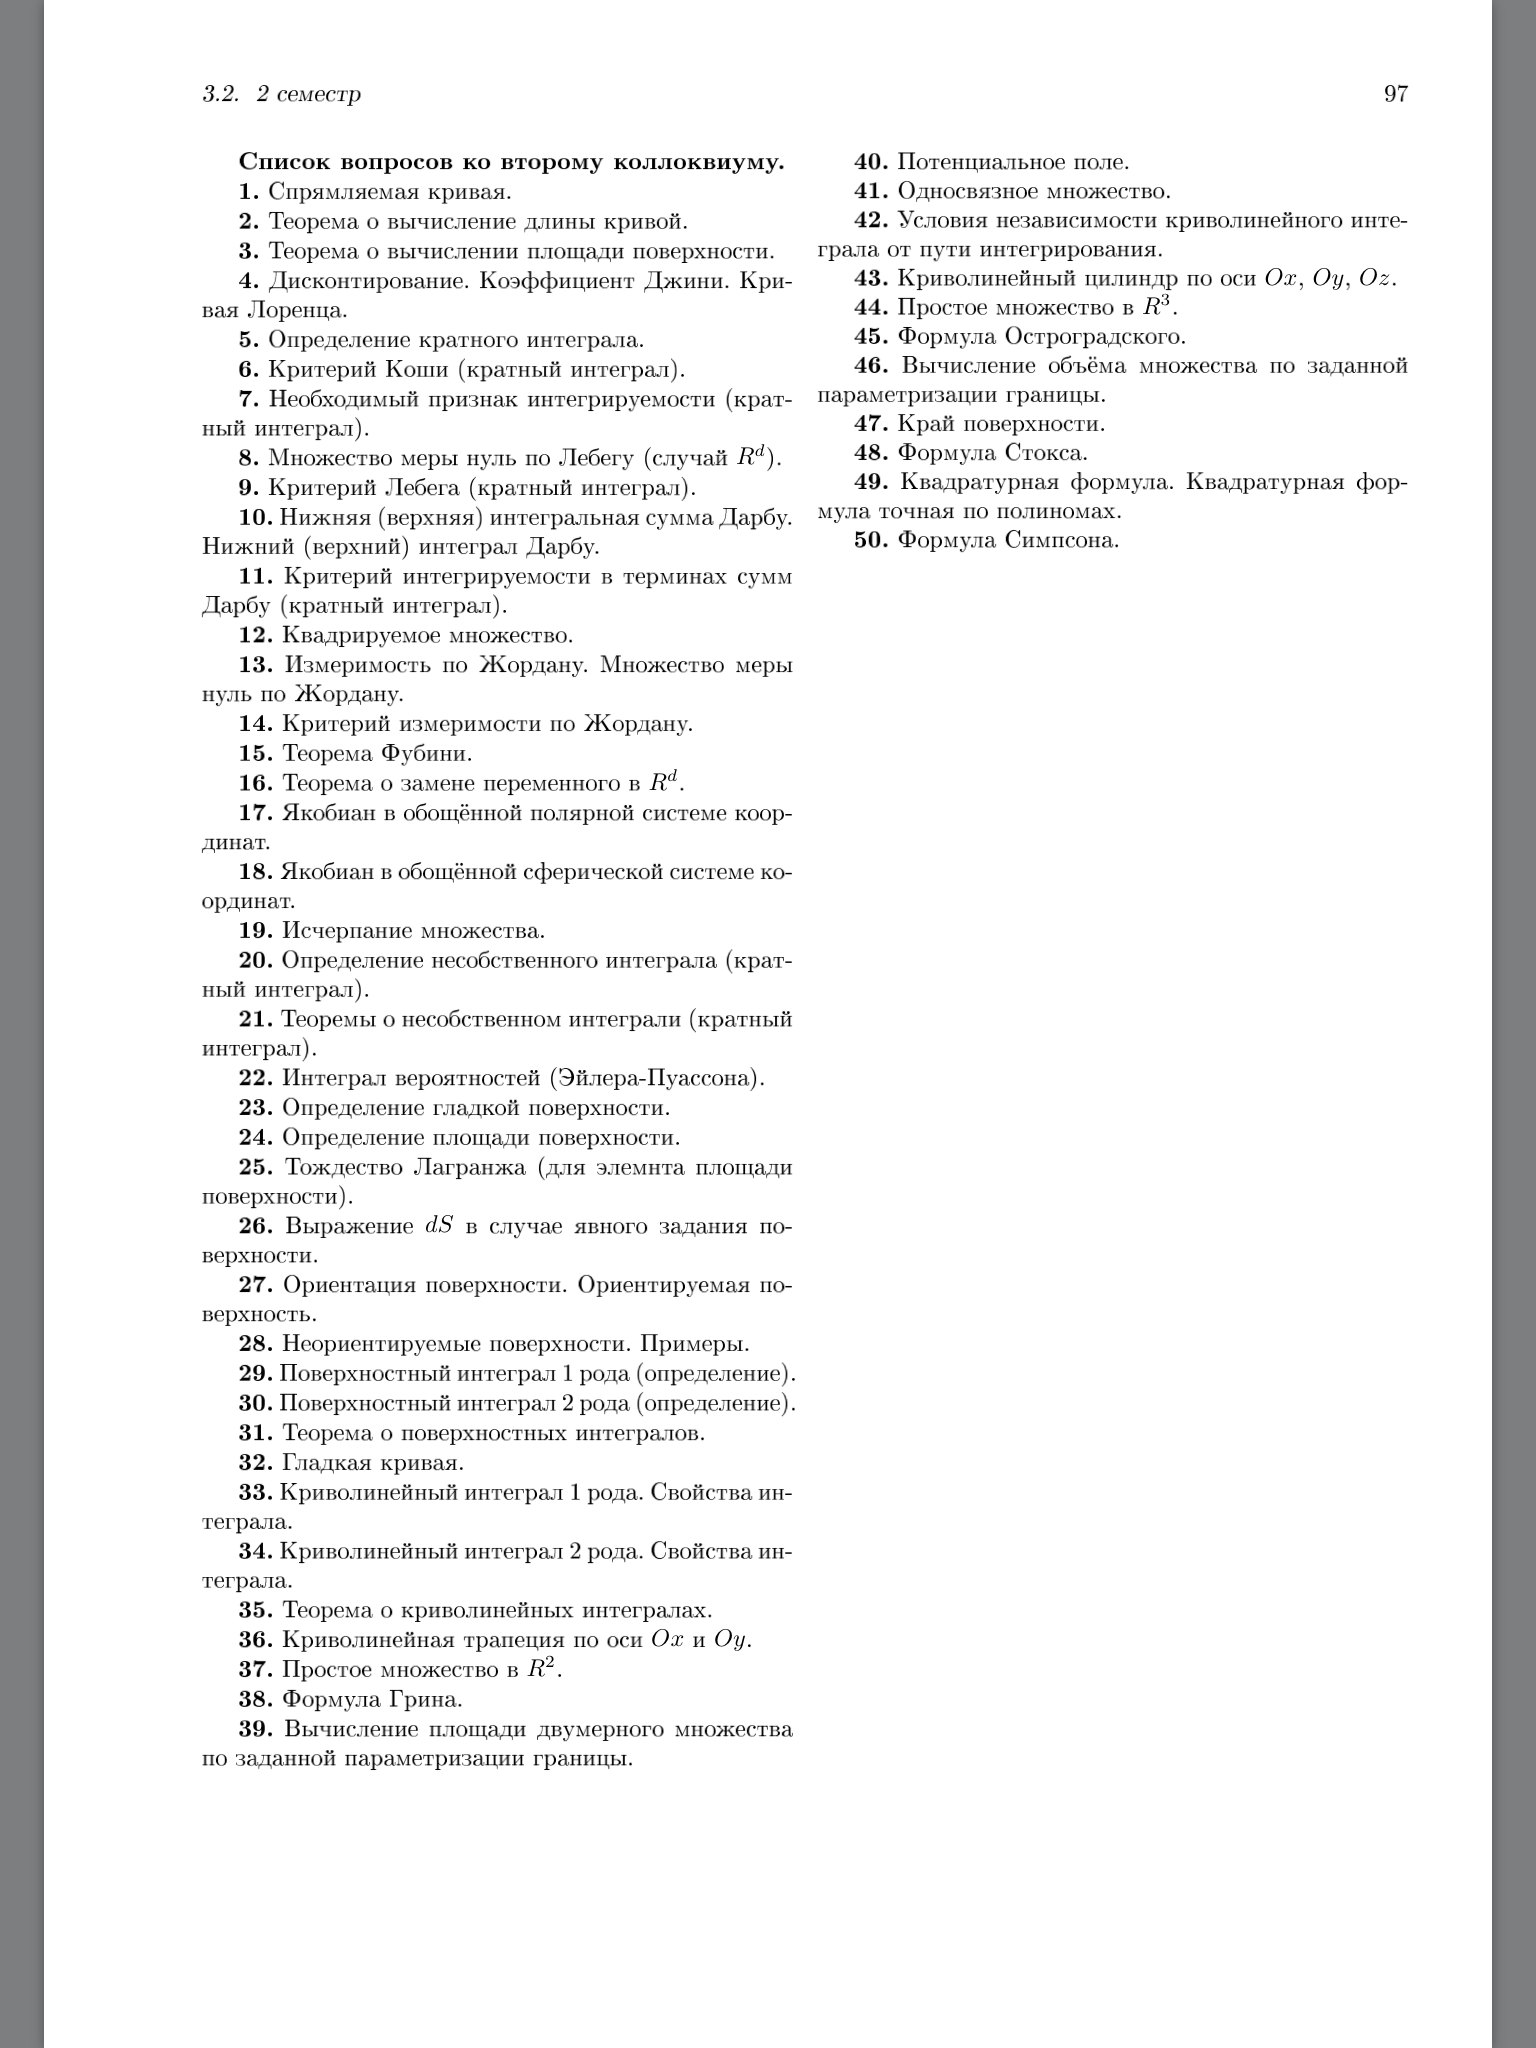 3.2. 2 семестр
97
Список вопросов ко второму коллоквиуму.
1. Спрямляемая кривая.
2. Теорема о вычисление длины кривой.
3. Теорема о вычислении площади поверхности.
4. Дисконтирование. Коэффициент Джини. Кри-
вая Лоренца.
5. Определение кратного интеграла.
6. Критерий Коши (кратный интеграл).
7. Необходимый признак интегрируемости (крат-
ный интеграл).
8. Множество меры нуль по Лебегу (случай R^d).
9. Критерий Лебега (кратный интеграл).
10. Нижняя (верхняя) интегральная сумма Дарбу.
Нижний (верхний) интеграл Дарбу.
11. Критерий интегрируемости в терминах сумм
Дарбу (кратный интеграл).
12. Квадрируемое множество.
13. Измеримость по Жордану. Множество меры
нуль по Жордану.
14. Критерий измеримости по Жордану.
15. Теорема Фубини.
16. Теорема о замене переменного в R^d.
17. Якобиан в обощённой полярной системе коор-
динат.
18. Якобиан в обощённой сферической системе ко-
ординат.
19. Исчерпание множества.
20. Определение несобственного интеграла (крат-
ный интеграл).
21. Теоремы о несобственном интеграли (кратный
интеграл).
22. Интеграл вероятностей (Эйлера-Пуассона).
23. Определение гладкой поверхности.
24. Определение площади поверхности.
25. Тождество Лагранжа (для элемнта площади
поверхности).
26. Выражение dS в случае явного задания по-
верхности.
27. Ориентация поверхности. Ориентируемая по-
верхность.
28. Неориентируемые поверхности. Примеры.
29. Поверхностный интеграл 1 рода (определение).
30. Поверхностный интеграл 2 рода (определение).
31. Теорема о поверхностных интегралов.
32. Гладкая кривая.
33. Криволинейный интеграл 1 рода. Свойства ин-
теграла.
34. Криволинейный интеграл 2 рода. Свойства ин-
теграла.
35. Теорема о криволинейных интегралах.
36. Криволинейная трапеция по оси Ox и Oy.
37. Простое множество в R².
38. Формула Грина.
39. Вычисление площади двумерного множества
по заданной параметризации границы.
40. Потенциальное поле.
41. Односвязное множество.
42. Условия независимости криволинейного инте-
грала от пути интегрирования.
43. Криволинейный цилиндр по оси Ox, Oy, Oz.
44. Простое множество в R³.
45. Формула Остроградского.
46. Вычисление объёма множества по заданной
параметризации границы.
47. Край поверхности.
48. Формула Стокса.
49. Квадратурная формула. Квадратурная фор-
мула точная по полиномах.
50. Формула Симпсона.